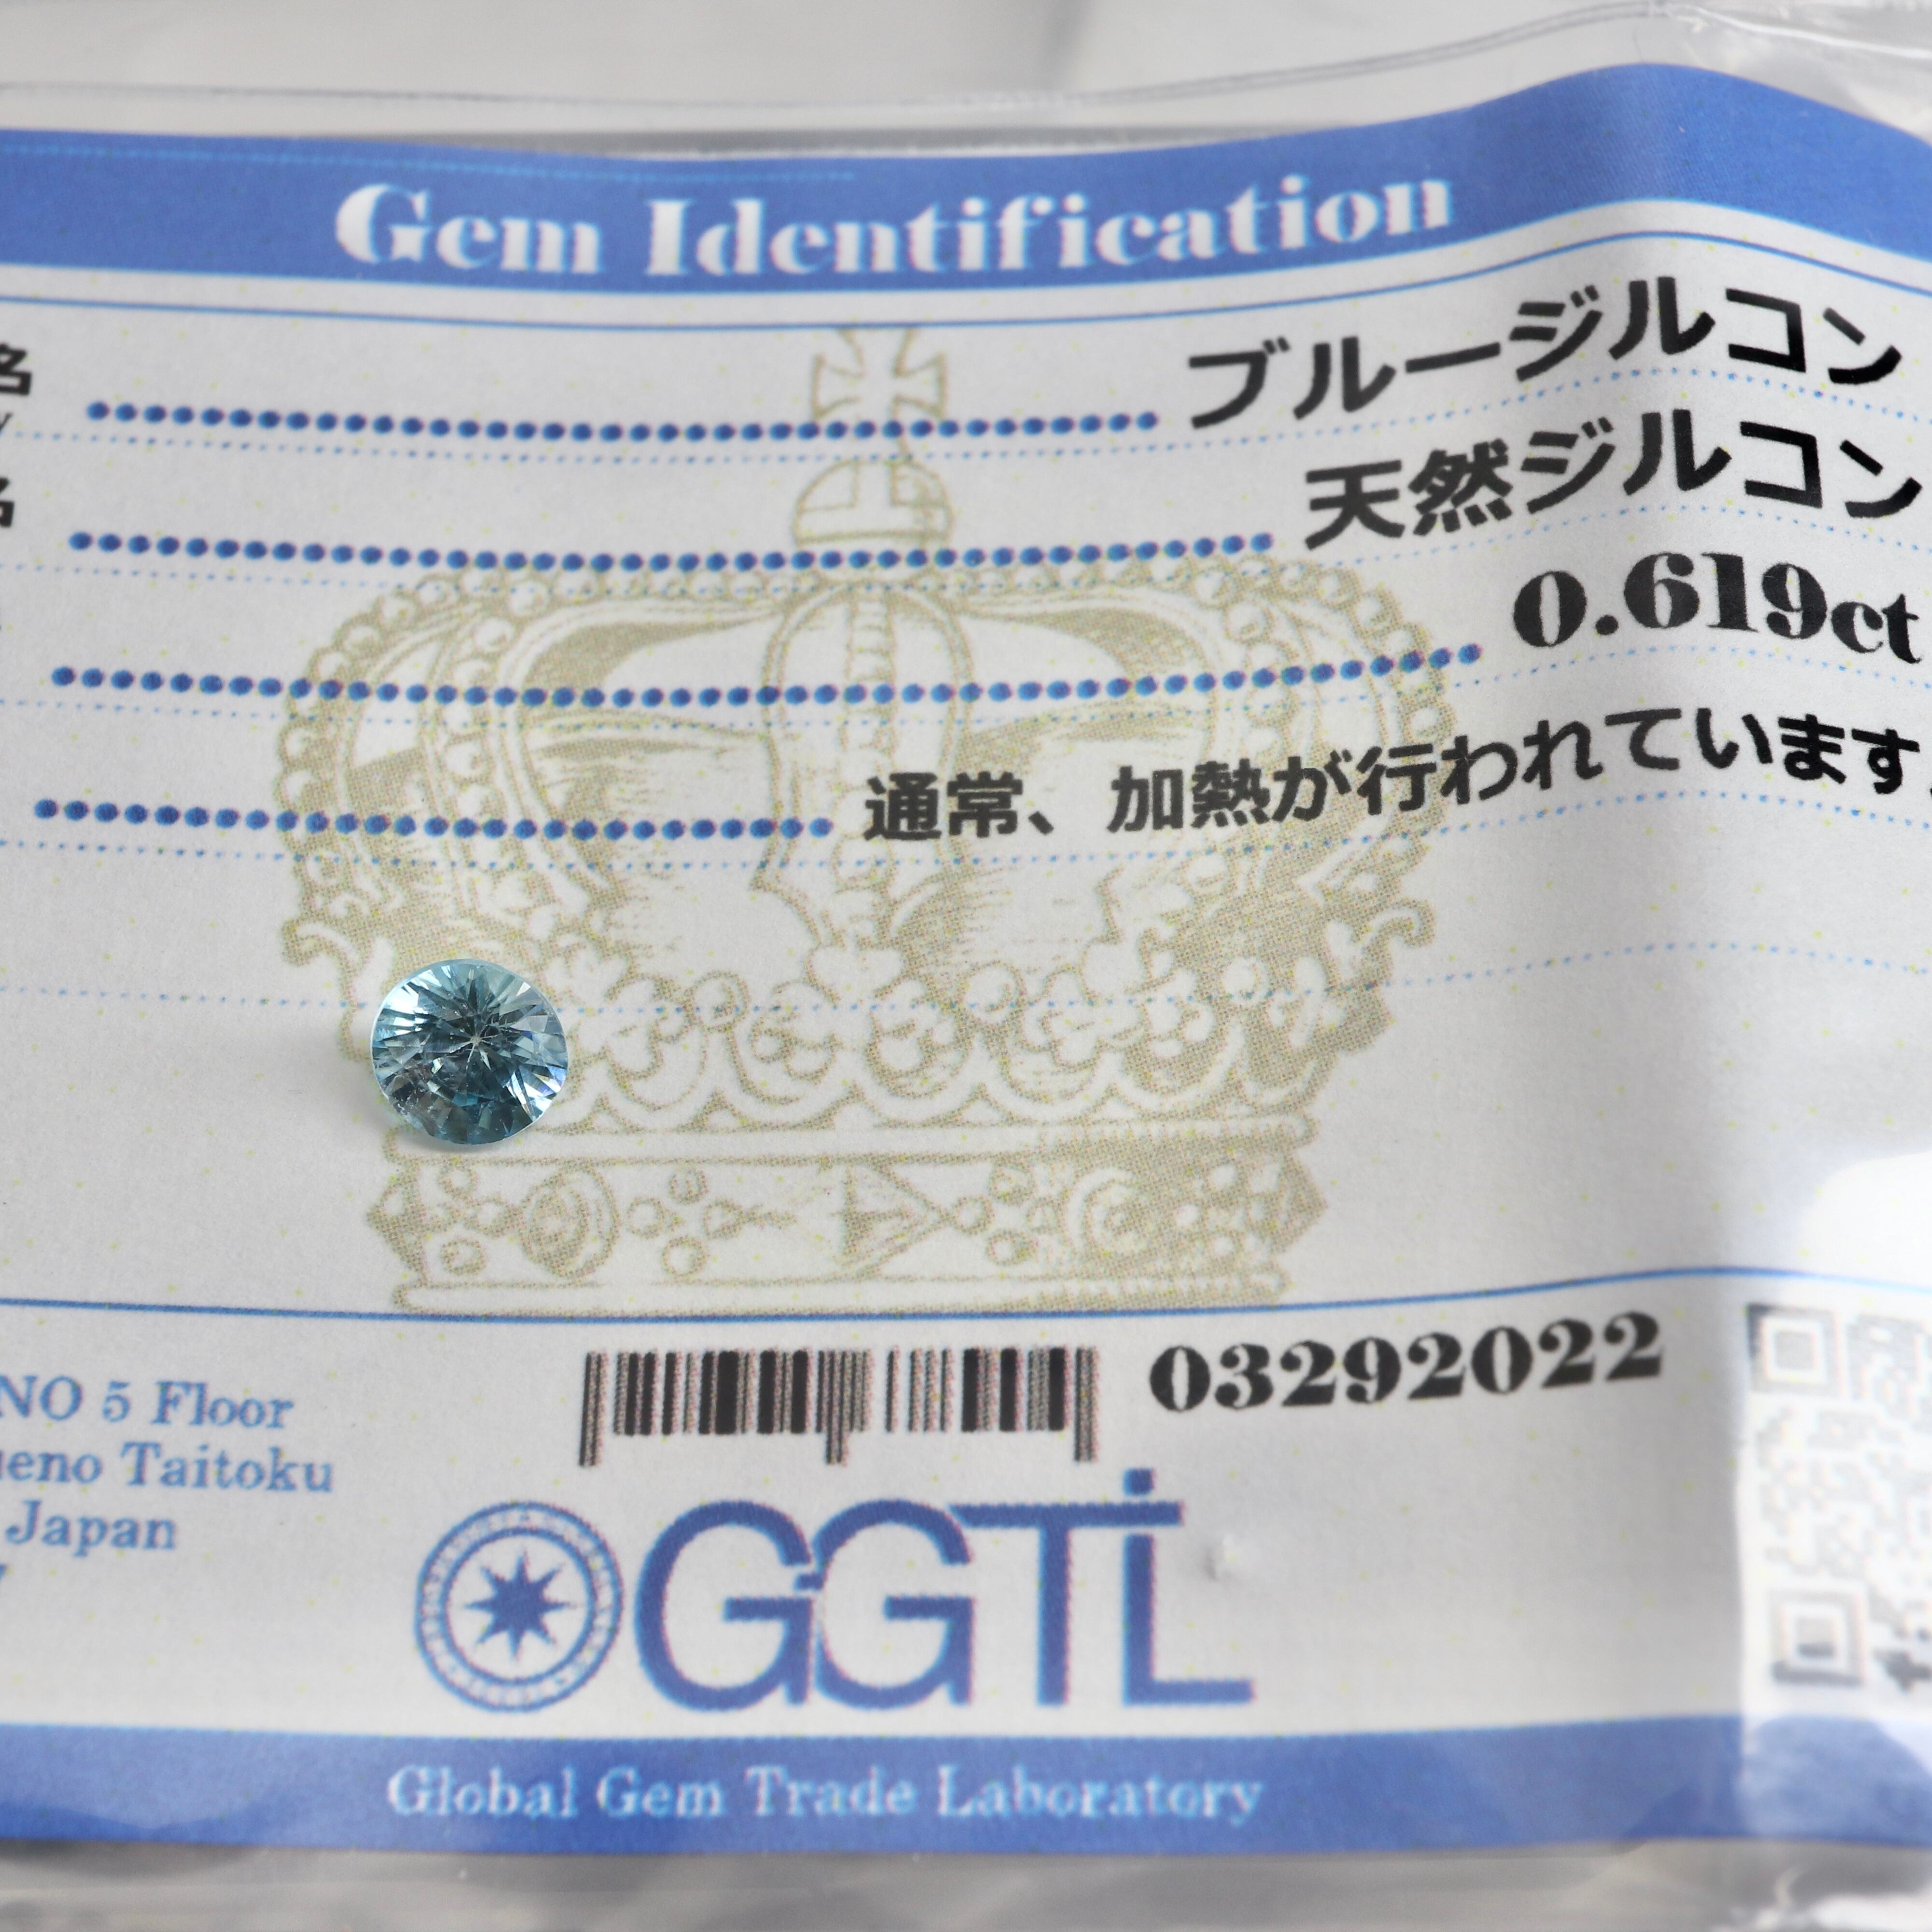 Gem Identification
名 ブルージルコン
名 天然ジルコン
0.619ct
通常、加熱が行われています
03292022
NO 5 Floor
eno Taitoku
Japan
GGTL
Global Gem Trade Laboratory